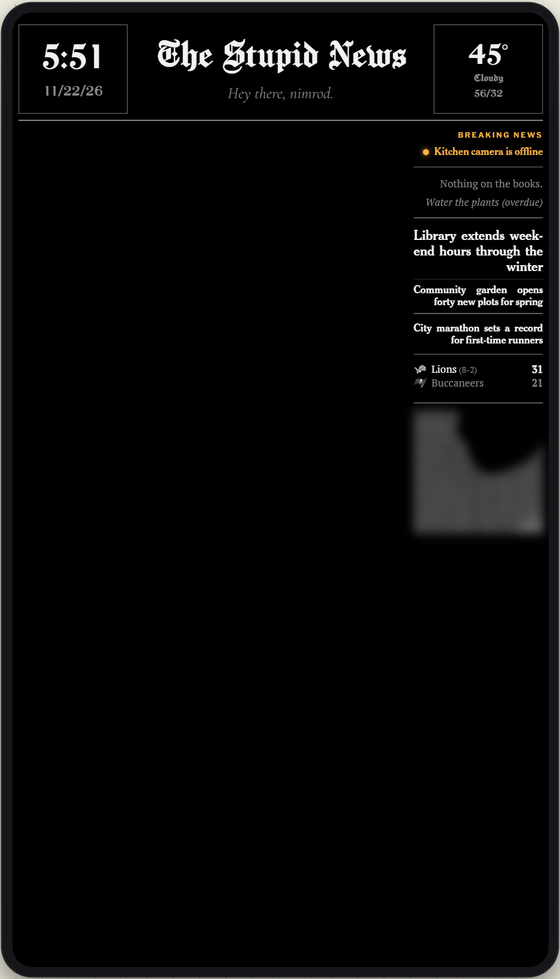 5:51
11/22/26
The Stupid News
Hey there, nimrod.
45°
Cloudy
56/32
BREAKING NEWS
Kitchen camera is offline
Nothing on the books.
Water the plants (overdue)
Library extends week-
end hours through the
winter
Community garden opens
forty new plots for spring
City marathon sets a record
for first-time runners
Lions (8-2) 31
Buccaneers 21